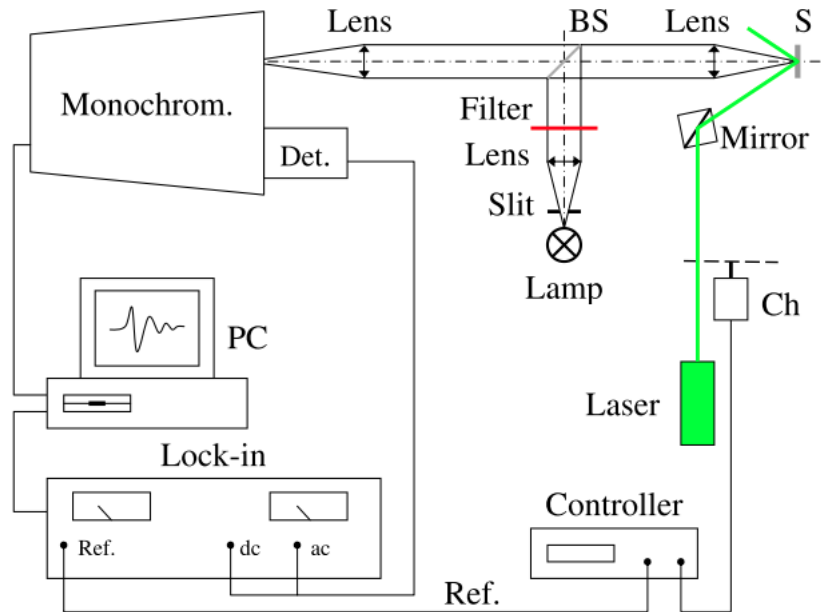 Lens
BS
Lens
S
Monochrom.
Filter
Mirror
Det.
Lens
Slit
Lamp
Ch
PC
Laser
Lock-in
Controller
Ref.
dc
ac
Ref.